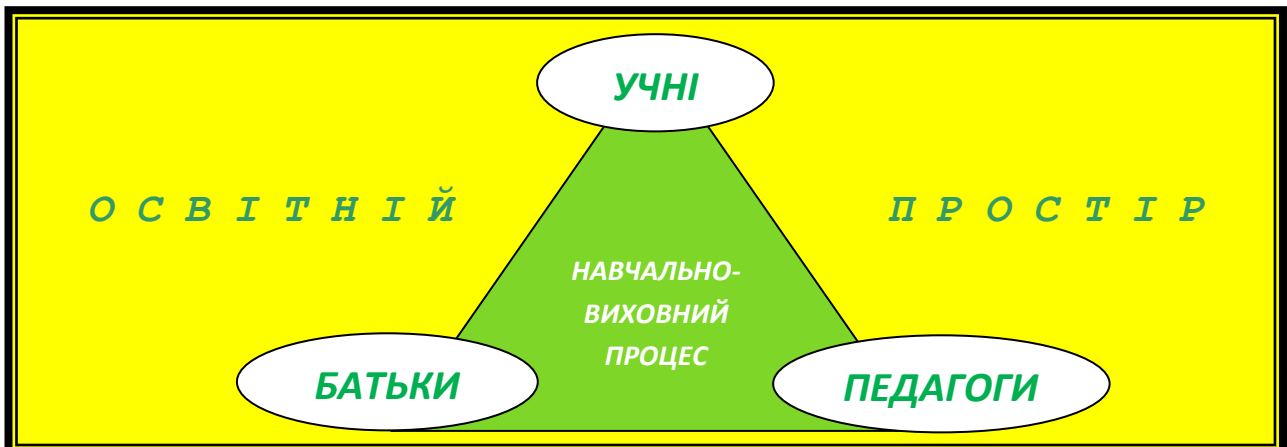 УЧНІ
О С В І Т Н І Й П Р О С Т І Р
НАВЧАЛЬНО-
ВИХОВНИЙ
ПРОЦЕС
БАТЬКИ
ПЕДАГОГИ